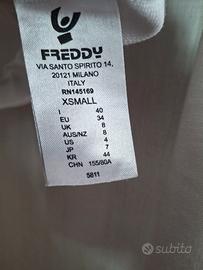 FREDDY
VIA SANTO SPIRITO 14,
20121 MILANO
ITALY
RN145169
XSMALL
I 40
EU 34
UK 8
AUS/NZ 8
US 4
JP 7
KR 44
CHN 155/80A
5811
subito